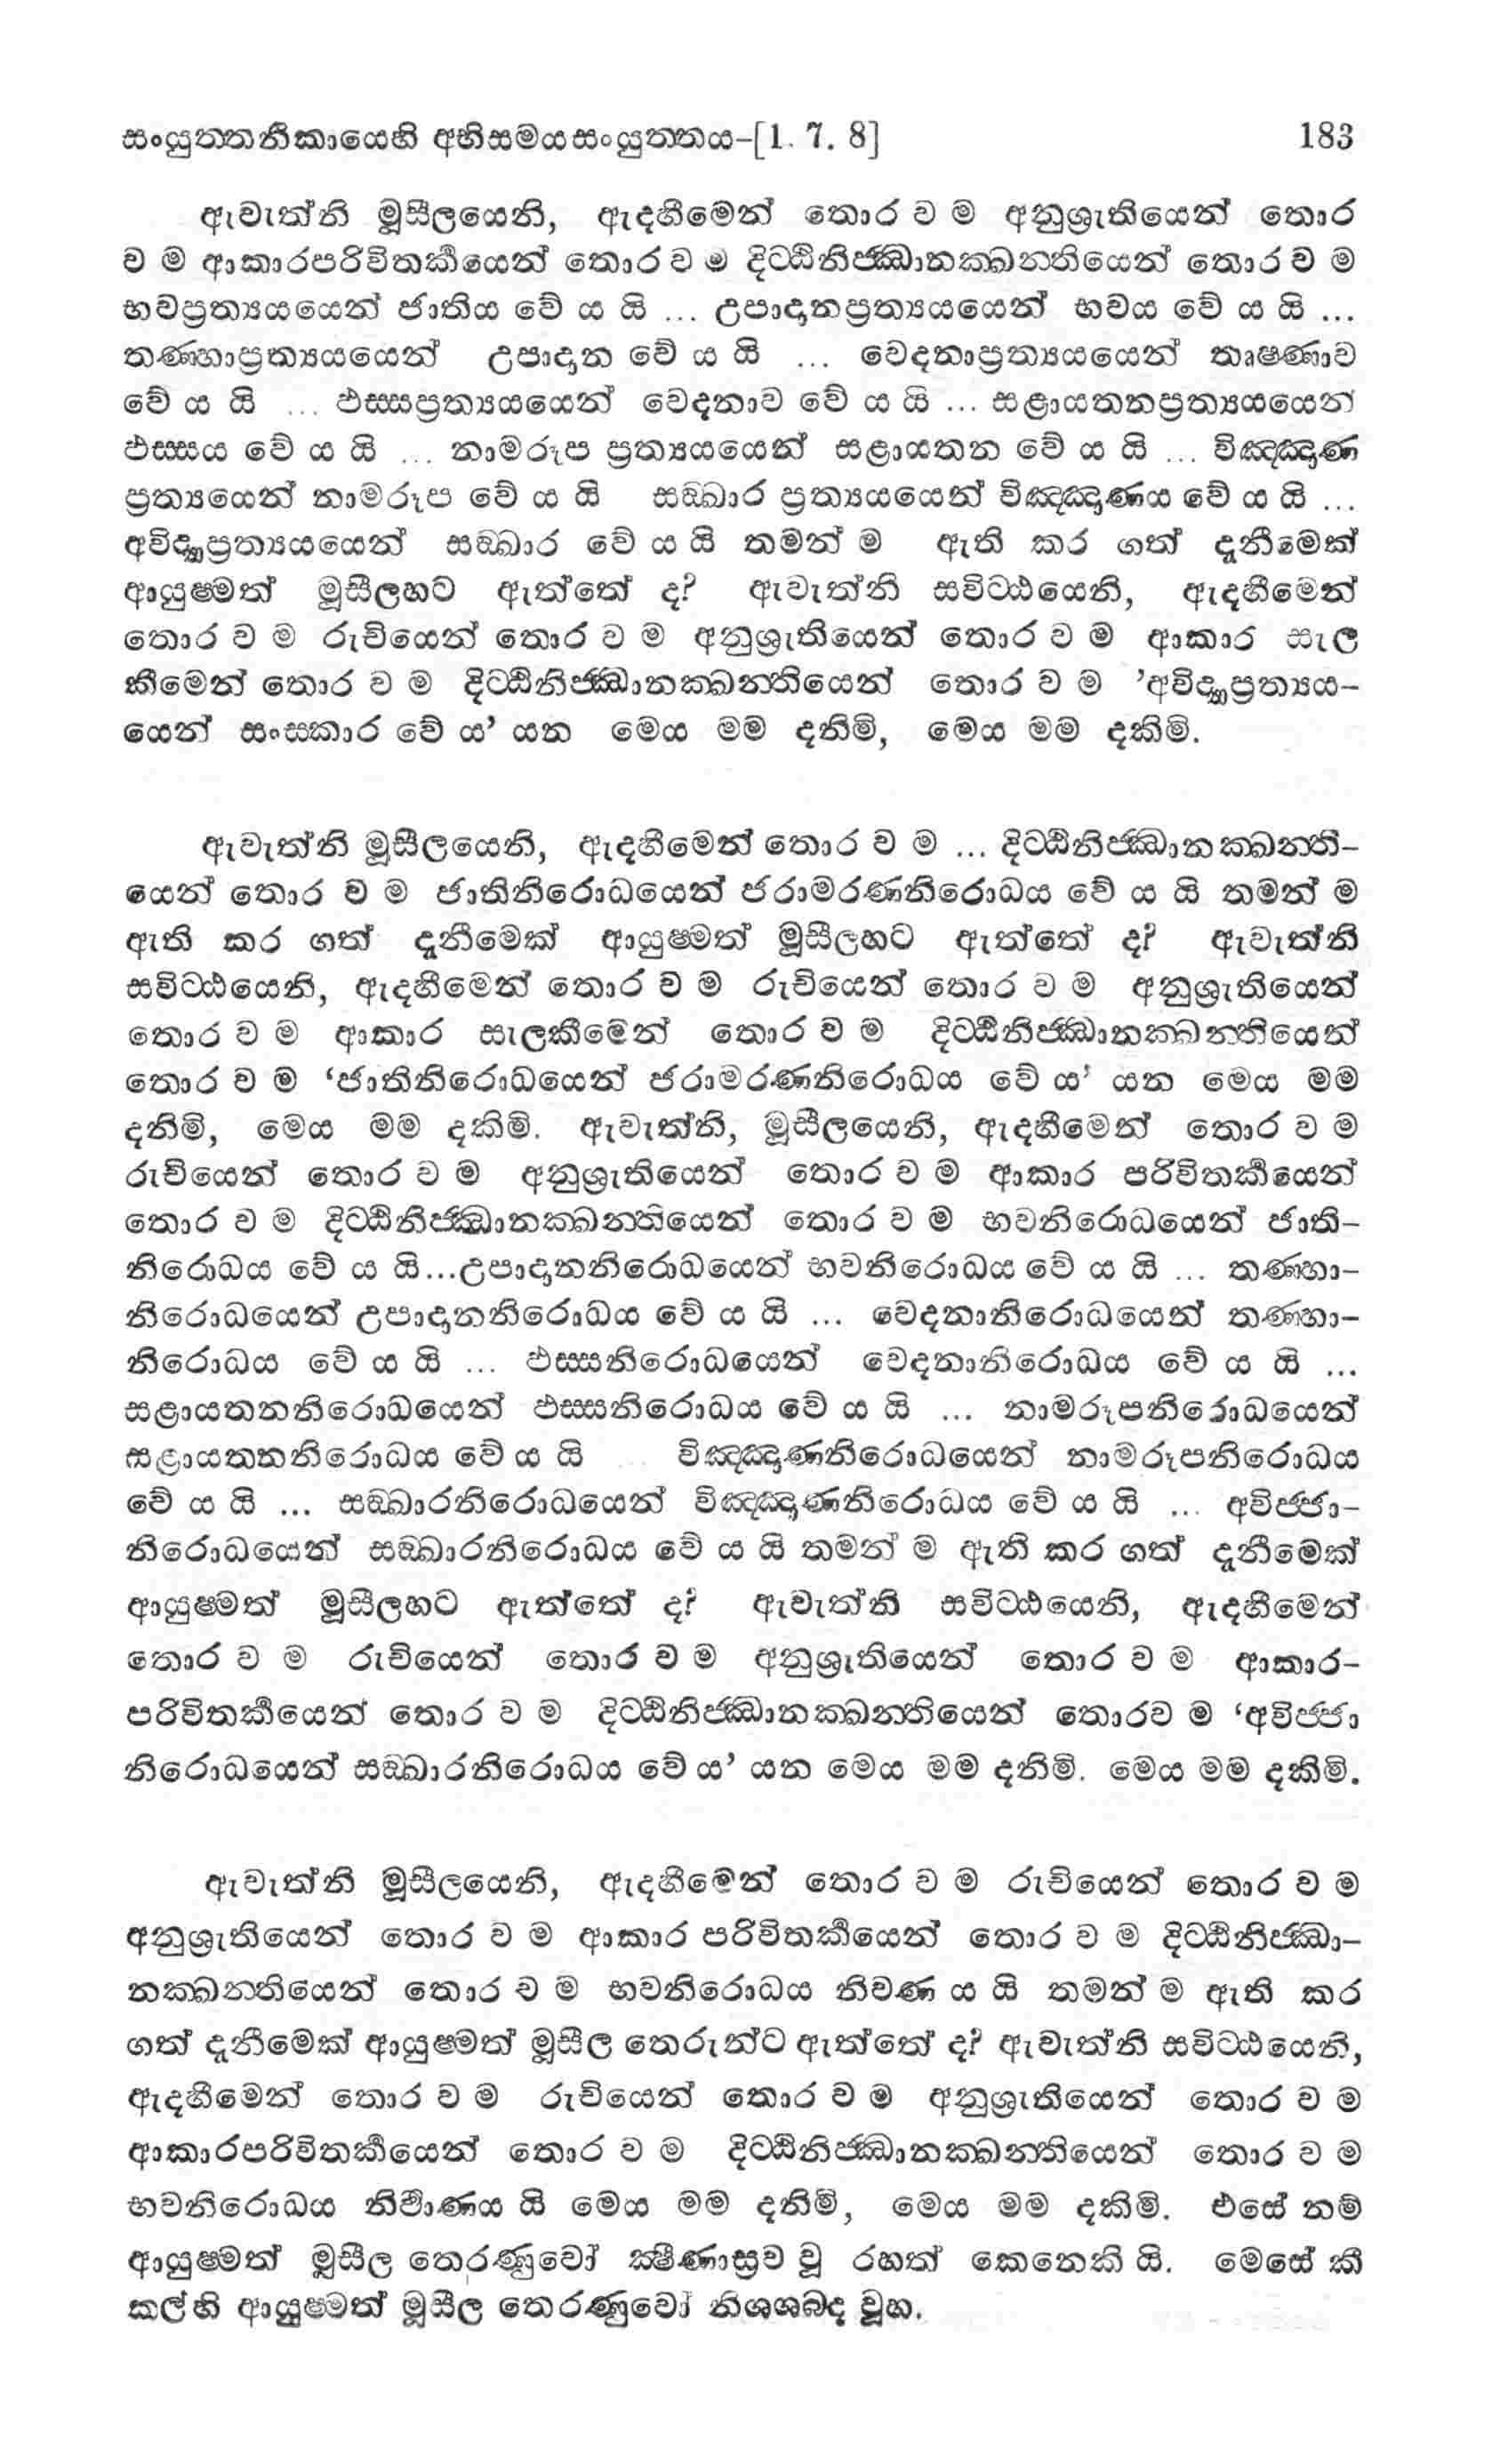 සංයුත්තනිකායෙහි අභිසමයසංයුත්තය-[1. 7. 8] 183
ඇවැත්නි මූසීලයෙනි, ඇදහීමෙන් තොර ව ම අනුශ්‍රැතියෙන් තොර
ව ම ආකාරපරිවිතර්‍කයෙන් තොර ව ම දිට්ඨිනිජ්ඣානක්ඛන්තියෙන් තොර ව ම
භවප්‍රත්‍යයයෙන් ජාතිය වේ ය යි ... උපාදානප්‍රත්‍යයයෙන් භවය වේ ය යි ...
තණ්හාප්‍රත්‍යයයෙන් උපාදාන වේ ය යි ... වෙදනාප්‍රත්‍යයයෙන් තෘෂ්ණාව
වේ ය යි ... ඵස්සප්‍රත්‍යයයෙන් වෙදනාව වේ ය යි ... සළායතනප්‍රත්‍යයයෙන්
ඵස්සය වේ ය යි ... නාමරූප ප්‍රත්‍යයයෙන් සළායතන වේ ය යි ... විඤ්ඤාණ
ප්‍රත්‍යයෙන් නාමරූප වේ ය යි සඞ්ඛාර ප්‍රත්‍යයයෙන් විඤ්ඤාණය වේ ය යි ...
අවිද්‍යාප්‍රත්‍යයයෙන් සඞ්ඛාර වේ ය යි තමන් ම ඇති කර ගත් දැනීමෙක්
ආයුෂ්මත් මූසීලහට ඇත්තේ ද? ඇවැත්නි සවිට්ඨයෙනි, ඇදහීමෙන්
තොර ව ම රුචියෙන් තොර ව ම අනුශ්‍රැතියෙන් තොර ව ම ආකාර සැල
කීමෙන් තොර ව ම දිට්ඨිනිජ්ඣානක්ඛන්තියෙන් තොර ව ම ’අවිද්‍යාප්‍රත්‍යය-
යෙන් සංස්කාර වේ ය’ යන මෙය මම දනිමි, මෙය මම දකිමි.
ඇවැත්නි මූසීලයෙනි, ඇදහීමෙන් තොර ව ම ... දිට්ඨිනිජ්ඣානක්ඛන්ති-
යෙන් තොර ව ම ජාතිනිරොධයෙන් ජරාමරණනිරොධය වේ ය යි තමන් ම
ඇති කර ගත් දැනීමෙක් ආයුෂ්මත් මූසීලහට ඇත්තේ ද? ඇවැත්නි
සවිට්ඨයෙනි, ඇදහීමෙන් තොර ව ම රුචියෙන් තොර ව ම අනුශ්‍රැතියෙන්
තොර ව ම ආකාර සැලකීමෙන් තොර ව ම දිට්ඨිනිජ්ඣානක්ඛන්තියෙන්
තොර ව ම ‘ජාතිනිරොධයෙන් ජරාමරණනිරොධය වේ ය’ යන මෙය මම
දනිමි, මෙය මම දකිමි. ඇවැත්නි, මූසීලයෙනි, ඇදහීමෙන් තොර ව ම
රුචියෙන් තොර ව ම අනුශ්‍රැතියෙන් තොර ව ම ආකාර පරිවිතර්‍කයෙන්
තොර ව ම දිට්ඨිනිජ්ඣානක්ඛන්තියෙන් තොර ව ම භවනිරොධයෙන් ජාති-
නිරොධය වේ ය යි...උපාදානනිරොධයෙන් භවනිරොධය වේ ය යි ... තණ්හා-
නිරොධයෙන් උපාදානනිරොධය වේ ය යි ... වෙදනානිරොධයෙන් තණ්හා-
නිරොධය වේ ය යි ... ඵස්සනිරොධයෙන් වෙදනානිරොධය වේ ය යි ...
සළායතනනිරොධයෙන් ඵස්සනිරොධය වේ ය යි ... නාමරූපනිරොධයෙන්
සළායතනනිරොධය වේ ය යි ... විඤ්ඤාණනිරොධයෙන් නාමරූපනිරොධය
වේ ය යි ... සඞ්ඛාරනිරොධයෙන් විඤ්ඤාණනිරොධය වේ ය යි ... අවිජ්ජා-
නිරොධයෙන් සඞ්ඛාරනිරොධය වේ ය යි තමන් ම ඇති කර ගත් දැනීමෙක්
ආයුෂ්මත් මූසීලහට ඇත්තේ ද? ඇවැත්නි සවිට්ඨයෙනි, ඇදහීමෙන්
තොර ව ම රුචියෙන් තොර ව ම අනුශ්‍රැතියෙන් තොර ව ම ආකාර-
පරිවිතර්‍කයෙන් තොර ව ම දිට්ඨිනිජ්ඣානක්ඛන්තියෙන් තොරව ම ‘අවිජ්ජා
නිරොධයෙන් සඞ්ඛාරනිරොධය වේ ය’ යන මෙය මම දනිමි. මෙය මම දකිමි.
ඇවැත්නි මූසීලයෙනි, ඇදහීමෙන් තොර ව ම රුචියෙන් තොර ව ම
අනුශ්‍රැතියෙන් තොර ව ම ආකාර පරිවිතර්‍කයෙන් තොර ව ම දිට්ඨිනිජ්ඣා-
නක්ඛන්තියෙන් තොර ව ම භවනිරොධය නිවණ ය යි තමන් ම ඇති කර
ගත් දැනීමෙක් ආයුෂ්මත් මූසීල තෙරුන්ට ඇත්තේ ද? ඇවැත්නි සවිට්ඨයෙනි,
ඇදහීමෙන් තොර ව ම රුචියෙන් තොර ව ම අනුශ්‍රැතියෙන් තොර ව ම
ආකාරපරිවිතර්‍කයෙන් තොර ව ම දිට්ඨිනිජ්ඣානක්ඛන්තියෙන් තොර ව ම
භවනිරොධය නිර්‍වාණය යි මෙය මම දනිමි, මෙය මම දකිමි. එසේ නම්
ආයුෂ්මත් මූසීල තෙරණුවෝ ක්‍ෂීණාස්‍රව වූ රහත් කෙනෙකි යි. මෙසේ කී
කල්හි ආයුෂ්මත් මූසීල තෙරණුවෝ නිශ්ශබ්ද වූහ.